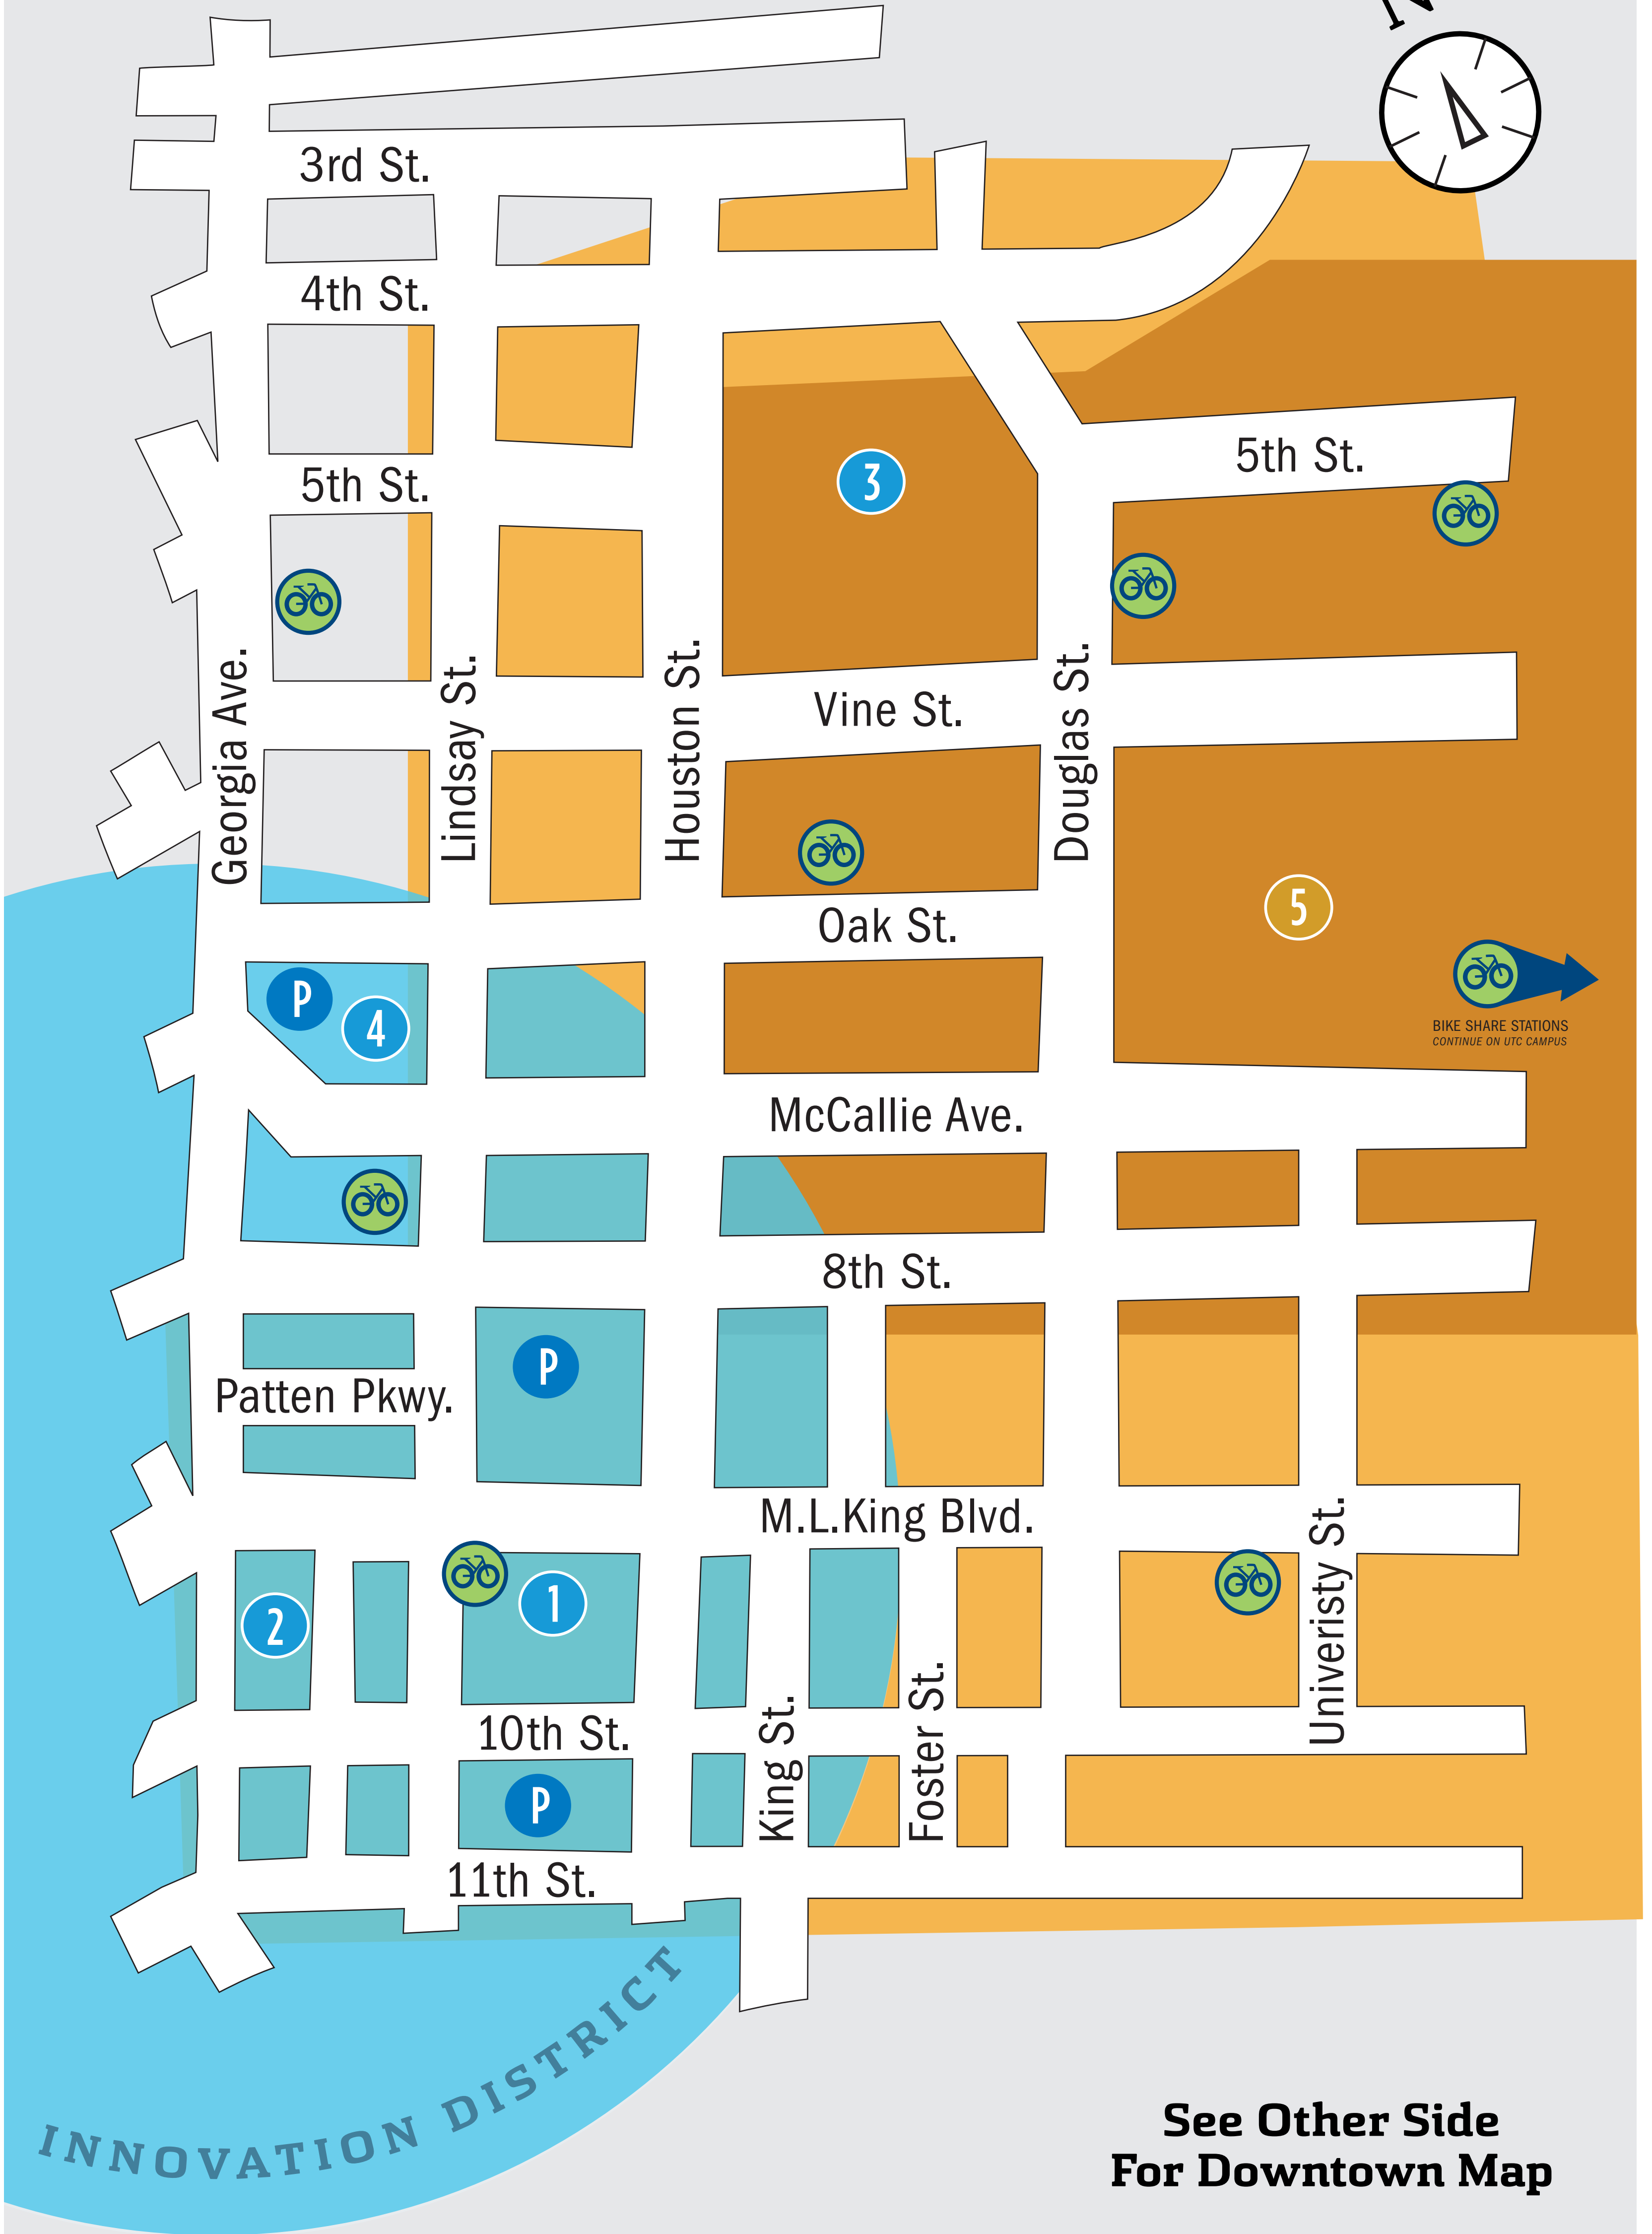 N
3rd St.
4th St.
5th St.
5th St.
3
Georgia Ave.
Lindsay St.
Houston St.
Vine St.
Douglas St.
Oak St.
5
P
4
BIKE SHARE STATIONS
CONTINUE ON UTC CAMPUS
McCallie Ave.
8th St.
P
Patten Pkwy.
M.L.King Blvd.
1
2
Univeristy St.
King St.
Foster St.
10th St.
P
11th St.
INNOVATION DISTRICT
See Other Side
For Downtown Map